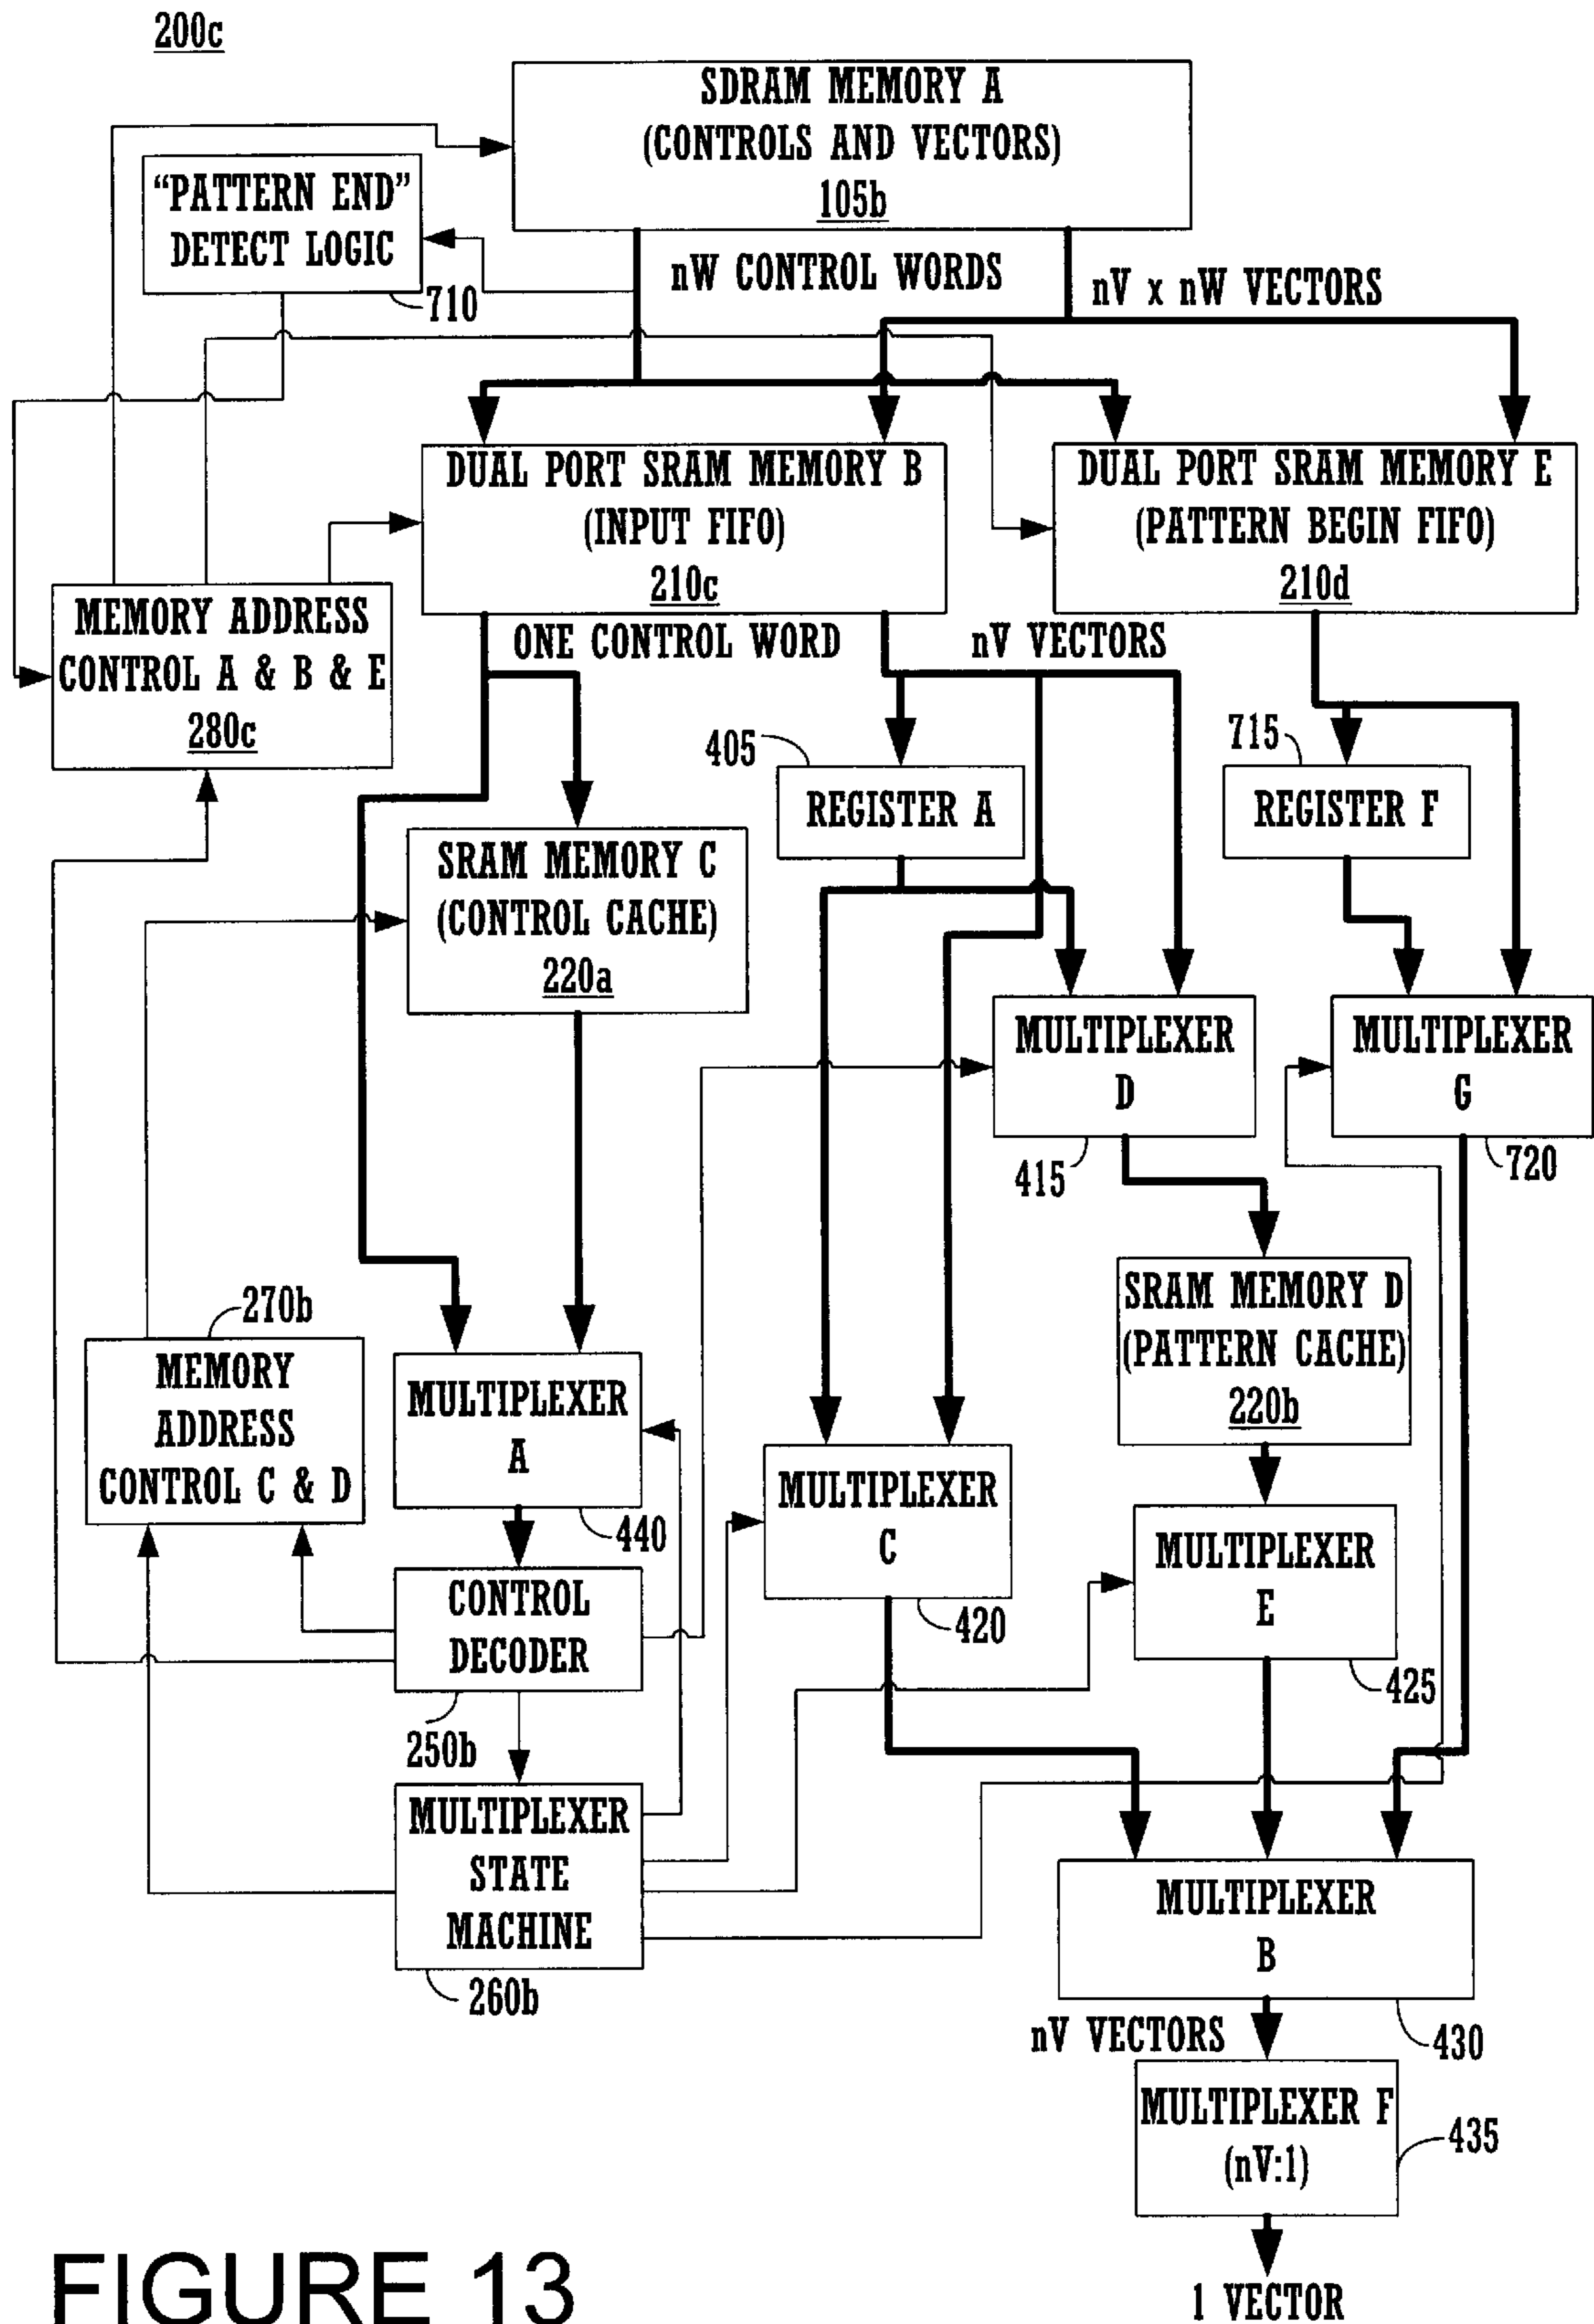 200c
SDRAM MEMORY A
(CONTROLS AND VECTORS)
105b
“PATTERN END”
DETECT LOGIC
710
nW CONTROL WORDS
nV x nW VECTORS
DUAL PORT SRAM MEMORY B
(INPUT FIFO)
210c
DUAL PORT SRAM MEMORY E
(PATTERN BEGIN FIFO)
210d
MEMORY ADDRESS
CONTROL A & B & E
280c
ONE CONTROL WORD
nV VECTORS
405
REGISTER A
715
REGISTER F
SRAM MEMORY C
(CONTROL CACHE)
220a
MULTIPLEXER
D
415
MULTIPLEXER
G
720
SRAM MEMORY D
(PATTERN CACHE)
220b
270b
MEMORY
ADDRESS
CONTROL C & D
MULTIPLEXER
A
440
MULTIPLEXER
C
420
MULTIPLEXER
E
425
CONTROL
DECODER
250b
MULTIPLEXER
STATE
MACHINE
260b
MULTIPLEXER
B
430
nV VECTORS
MULTIPLEXER F
(nV:1)
435
1 VECTOR
FIGURE 13